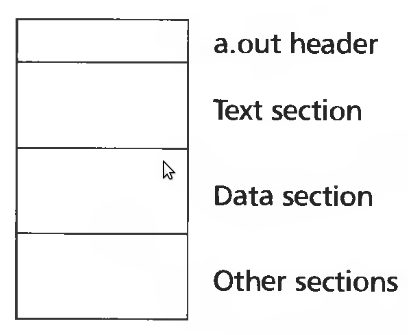 a.out header
Text section
Data section
Other sections